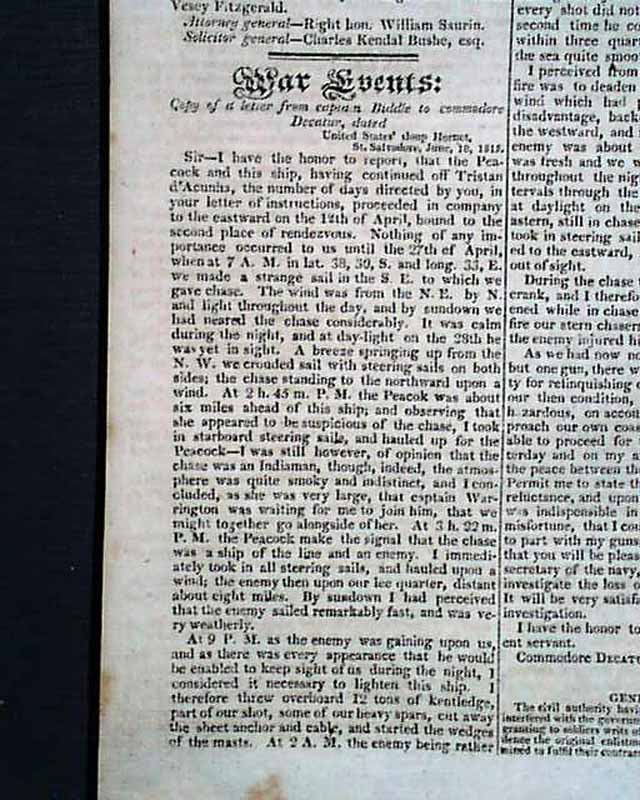 Vesey Fitzgerald.
Attorney general—Right hon. William Saurin.
Solicitor general—Charles Kendal Bushe, esq.
War Events:
Copy of a letter from captain Biddle to commodore
Decatur, dated
United States' sloop Hornet,
St. Salvadore, June, 10, 1815.
Sir—I have the honor to report, that the Pea-
cock and this ship, having continued off Tristan
d'Acunha, the number of days directed by you, in
your letter of instructions, proceeded in company
to the eastward on the 12th of April, bound to the
second place of rendezvous. Nothing of any im-
portance occurred to us until the 27th of April,
when at 7 A. M. in lat. 38, 30, S. and long. 33, E.
we made a strange sail in the S. E. to which we
gave chase. The wind was from the N. E. by N.
and light throughout the day, and by sundown we
had neared the chase considerably. It was calm
during the night, and at day-light on the 28th he
was yet in sight. A breeze springing up from the
N. W. we crouded sail with steering sails on both
sides; the chase standing to the northward upon a
wind. At 2 h. 45 m. P. M. the Peacok was about
six miles ahead of this ship; and observing that
she appeared to be suspicious of the chase, I took
in starboard steering sails, and hauled up for the
Peacock—I was still however, of opinion that the
chase was an Indiaman, though, indeed, the atmos-
phere was quite smoky and indistinct, and I con-
cluded, as she was very large, that captain War-
rington was waiting for me to join him, that we
might together go alongside of her. At 3 h. 22 m.
P. M. the Peacock make the signal that the chase
was a ship of the line and an enemy. I immedi-
ately took in all steering sails, and hauled upon a
wind; the enemy then upon our lee quarter, distant
about eight miles. By sundown I had perceived
that the enemy sailed remarkably fast, and was ve-
ry weatherly.
At 9 P. M. as the enemy was gaining upon us,
and as there was every appearance that he would
be enabled to keep sight of us during the night, I
considered it necessary to lighten this ship. I
therefore threw overboard 12 tons of kentledge,
part of our shot, some of our heavy spars, cut away
the sheet anchor and cable, and started the wedges
of the masts. At 2 A. M. the enemy being rather
every shot did not
second time he co
within three quar
the sea quite smoo
I perceived from
fire was to deaden
wind which had
disadvantage, back
the westward, and
enemy was about
was fresh and we w
throughout the nig
tervals through the
at daylight on the
astern, still in chase
took in steering sail
ed to the eastward,
out of sight.
During the chase
crank, and I therefo
ened while in chase
fire our stern chaser
the enemy injured hi
As we had now no
but one gun, there w
ty for relinquishing
our then condition,
h zardous, on accou
proach our own coas
able to proceed for
terday and on my a
the peace between th
Permit me to state th
reluctance, and upon
was indispensible in
misfortune, that I co
to part with my guns
that you will be pleas
secretary of the navy,
investigate the loss o
It will be very satisfa
investigation.
I have the honor to
ent servant.
Commodore DECATU
GENE
The civil authority havin
interfered with the governm
granting to soldiers writs of
dence the original enlistme
mined to fulfil their contrac